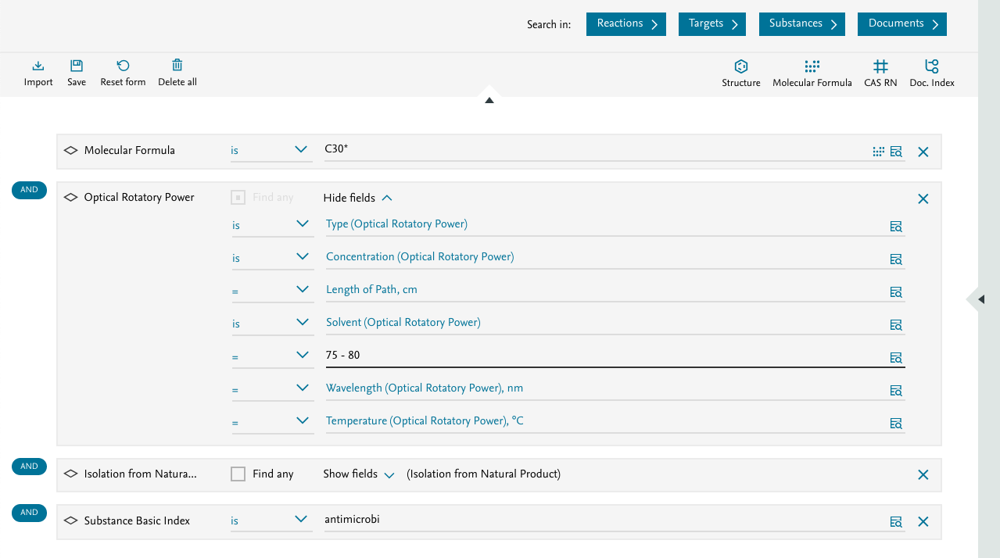 Search in: Reactions Targets Substances Documents
Import Save Reset form Delete all Structure Molecular Formula CAS RN Doc. Index
Molecular Formula is C30*
AND
Optical Rotatory Power Find any Hide fields
is Type (Optical Rotatory Power)
is Concentration (Optical Rotatory Power)
= Length of Path, cm
is Solvent (Optical Rotatory Power)
= 75 - 80
= Wavelength (Optical Rotatory Power), nm
= Temperature (Optical Rotatory Power), °C
AND
Isolation from Natura... Find any Show fields (Isolation from Natural Product)
AND
Substance Basic Index is antimicrobi